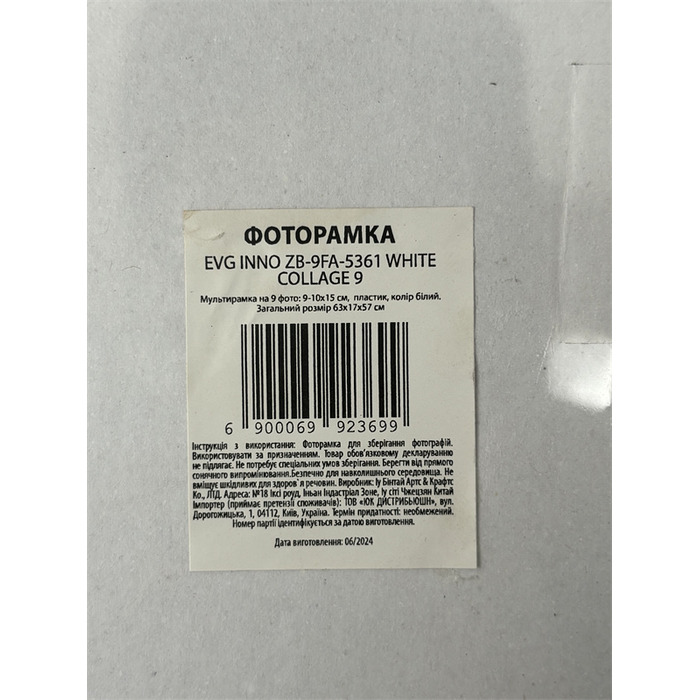 ФОТОРАМКА
EVG INNO ZB-9FA-5361 WHITE
COLLAGE 9
Мультирамка на 9 фото: 9-10х15 см, пластик, колір білий.
Загальний розмір 63х17х57 см
6 900069 923699
Інструкція з використання: Фоторамка для зберігання фотографій.
Використовувати за призначенням. Товар обов'язковому декларуванню
не підлягає. Не потребує спеціальних умов зберігання. Берегти від прямого
сонячного випромінювання.Безпечно для навколишнього середовища. Не
вміщує шкідливих для здоров`я речовин. Виробник: Іу Бінтай Артс & Крафтс
Ко., ЛТД. Адреса: №18 Іксі роуд, Іньан Індастріал Зоне, Іу сіті Чжецзян Китай
Імпортер (приймає претензії споживачів): ТОВ «ЮК ДИСТРИБЬЮШН», вул.
Дорогожицька, 1, 04112, Київ, Україна. Термін придатності: необмежений.
Номер партії ідентифікується за датою виготовлення.
Дата виготовлення: 06/2024